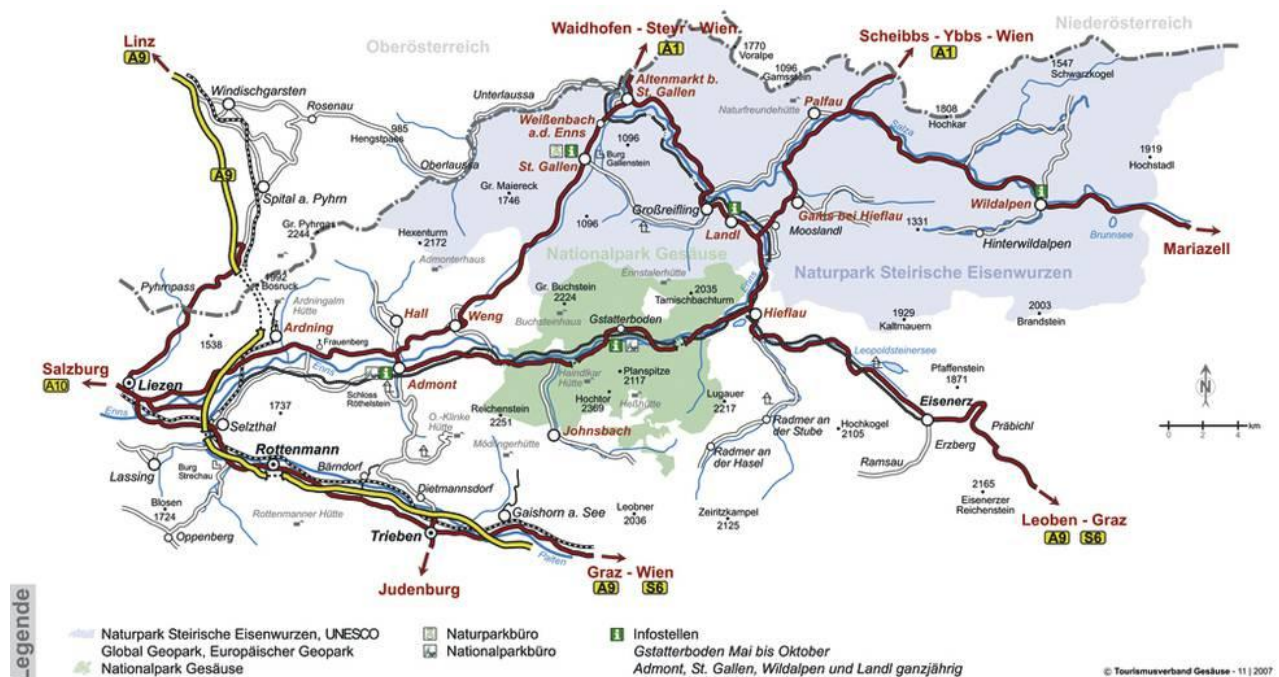 Niederösterreich
Waidhofen - Steyr - Wien
A1
Scheibbs - Ybbs - Wien
A1
Linz
A9
Oberösterreich
1770
Voralpe
1096
Gamsstein
1547
Schwarzkogel
Windischgarsten
Rosenau
Unterlaussa
Altenmarkt b.
St. Gallen
Naturfreundehütte
Palfau
1808
Hochkar
985
Hengstpass
Weißenbach
a.d. Enns
1096
Salza
1919
Hochstadl
Oberlaussa
St. Gallen
Burg
Gallenstein
A9
Spital a. Pyhrn
Gr. Maiereck
1746
Großreifling
Landl
Gams bei Hieflau
Mooslandl
Wildalpen
1331
Hinterwildalpen
Brunnsee
Mariazell
Gr. Pyhrgas
2244
Hexenturm
2172
Admonterhaus
1096
Nationalpark Gesäuse
Ennstalerhütte
Enns
Naturpark Steirische Eisenwurzen
Pyhrnpass
1992
Bosruck
Ardningalm
Hütte
Gr. Buchstein
2224
2035
Tamischbachturm
Buchsteinhaus
Gstatterboden
Hieflau
1929
Kaltmauern
2003
Brandstein
Ardning
Hall
Weng
1538
Frauenberg
Leopoldsteinersee
Salzburg
A10
Liezen
Enns
Admont
Haindlkar
Hütte
Planspitze
2117
Pfaffenstein
1871
N
Enns
1737
Schloss
Röthelstein
Reichenstein
2251
Hochtor
2369
Heßhütte
Lugauer
2217
Eisenerz
0 2 4
km
Selzthal
O.-Klinke
Hütte
Mödlingerhütte
Johnsbach
Radmer an
der Stube
Hochkogel
2105
Präbichl
Rottenmann
Bärndorf
Radmer an
der Hasel
Erzberg
Ramsau
Lassing
Burg
Strechau
Dietmannsdorf
2165
Eisenerzer
Reichenstein
Blosen
1724
Rottenmanner Hütte
Gaishorn a. See
Leobner
2036
Zeiritzkampel
2125
Oppenberg
Trieben
Palten
Leoben - Graz
A9 S6
Judenburg
Graz - Wien
A9 S6
Legende
Naturpark Steirische Eisenwurzen, UNESCO
Global Geopark, Europäischer Geopark
Nationalpark Gesäuse
Naturparkbüro
Nationalparkbüro
Infostellen
Gstatterboden Mai bis Oktober
Admont, St. Gallen, Wildalpen und Landl ganzjährig
© Tourismusverband Gesäuse - 11 | 2007